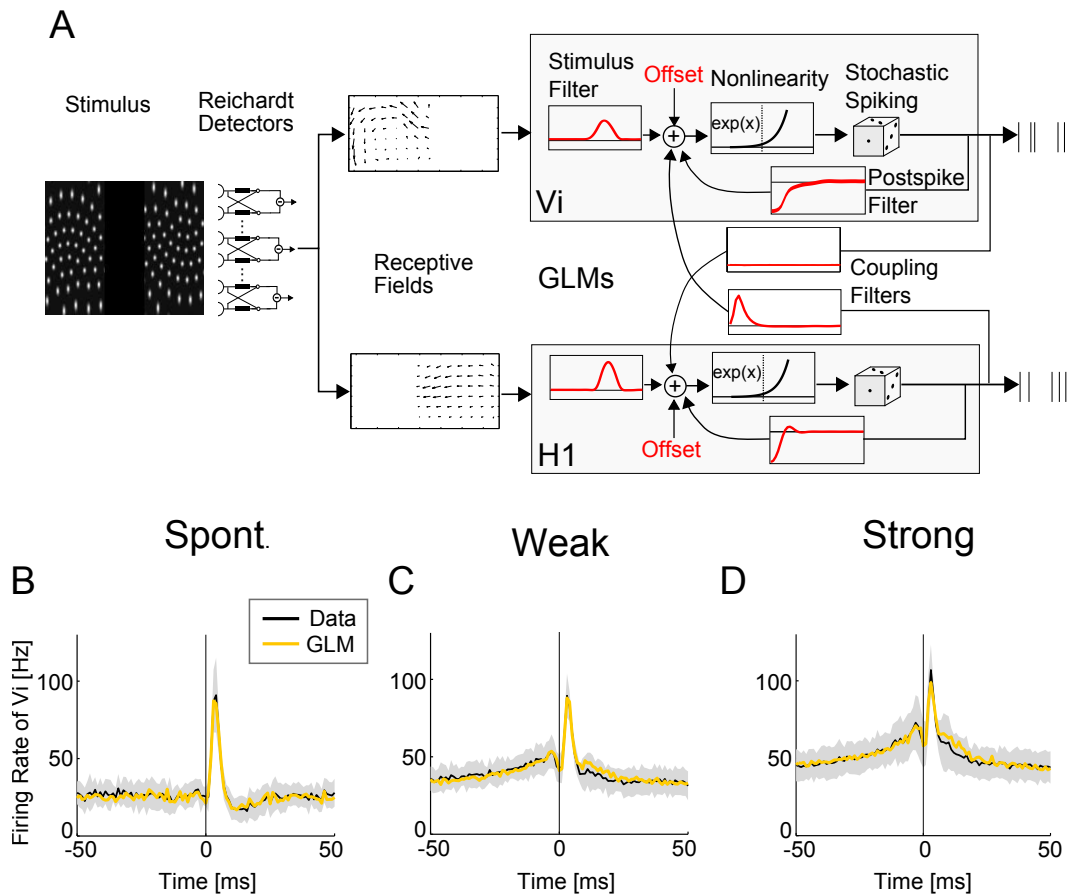 A
Stimulus
Reichardt
Detectors
Receptive
Fields
GLMs
Stimulus
Filter
Offset
Nonlinearity
Stochastic
Spiking
exp(x)
Postspike
Filter
Vi
Coupling
Filters
exp(x)
Offset
H1
Spont.
Weak
Strong
B
C
D
Data
GLM
Firing Rate of Vi [Hz]
100
50
0
-50
0
50
Time [ms]
100
50
0
-50
0
50
Time [ms]
100
50
0
-50
0
50
Time [ms]